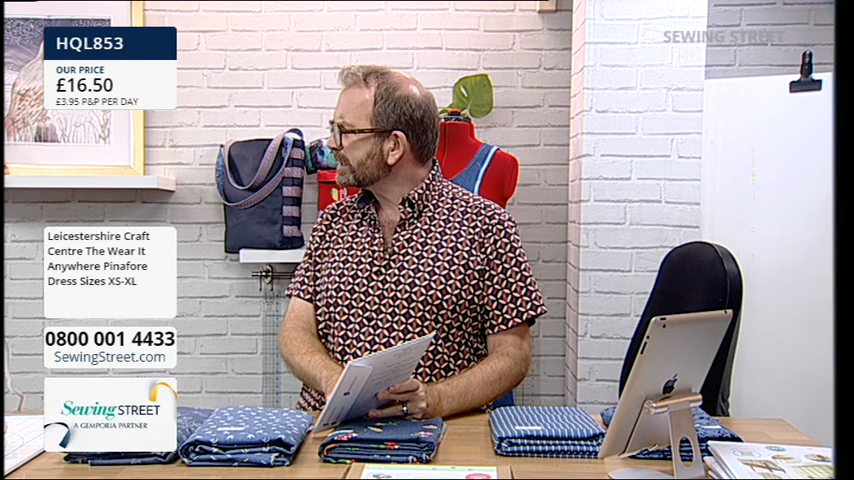 HQL853
OUR PRICE
£16.50
£3.95 P&P PER DAY
SEWING STREET
Leicestershire Craft
Centre The Wear It
Anywhere Pinafore
Dress Sizes XS-XL
0800 001 4433
SewingStreet.com
Sewing STREET
A GEMPORIA PARTNER